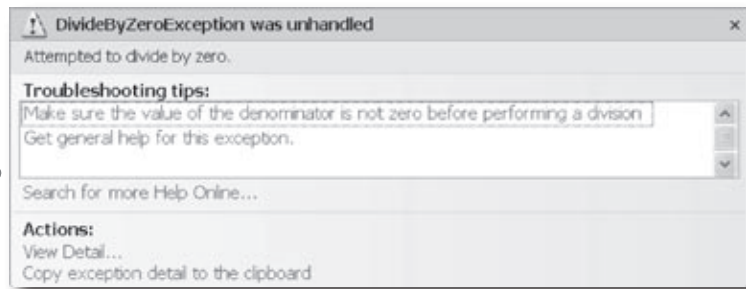 DivideByZeroException was unhandled
Attempted to divide by zero.
Troubleshooting tips:
Make sure the value of the denominator is not zero before performing a division
Get general help for this exception.
Search for more Help Online...
Actions:
View Detail...
Copy exception detail to the clipboard